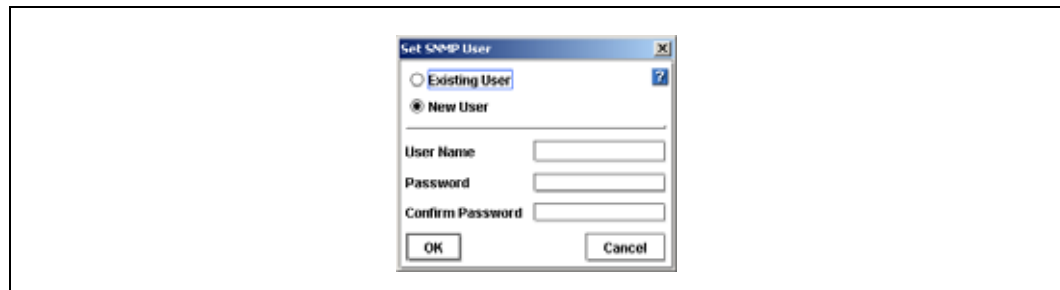 Set SNMP User
Existing User
?
New User
User Name
Password
Confirm Password
OK
Cancel